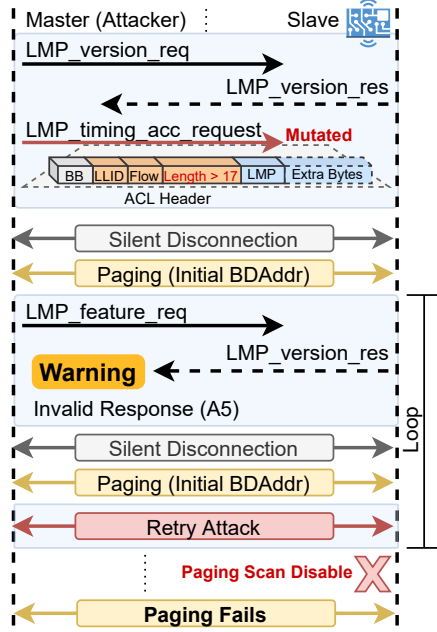 Master (Attacker)
Slave
LMP_version_req
LMP_version_res
LMP_timing_acc_request
Mutated
BB LLID Flow Length > 17 LMP Extra Bytes
ACL Header
Silent Disconnection
Paging (Initial BDAddr)
LMP_feature_req
LMP_version_res
Warning
Invalid Response (A5)
Loop
Silent Disconnection
Paging (Initial BDAddr)
Retry Attack
Paging Scan Disable
Paging Fails